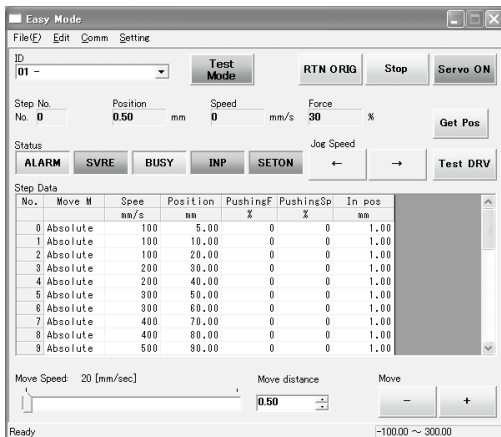 Easy Mode
File(F) Edit Comm Setting
ID
01 -
Test Mode
RTN ORIG
Stop
Servo ON
Step No. Position Speed Force
No. 0 0.50 mm 0 mm/s 30 %
Get Pos
Status
Jog Speed
ALARM SVRE BUSY INP SETON ← → Test DRV
Step Data
No. Move M Spee Position PushingF PushingSp In pos
mm/s mm % % mm
0 Absolute 100 5.00 0 0 1.00
1 Absolute 100 10.00 0 0 1.00
2 Absolute 100 20.00 0 0 1.00
3 Absolute 200 30.00 0 0 1.00
4 Absolute 200 40.00 0 0 1.00
5 Absolute 300 50.00 0 0 1.00
6 Absolute 300 60.00 0 0 1.00
7 Absolute 400 70.00 0 0 1.00
8 Absolute 400 80.00 0 0 1.00
9 Absolute 500 90.00 0 0 1.00
Move Speed: 20 [mm/sec] Move distance Move
0.50 - +
Ready -100.00 ~ 300.00